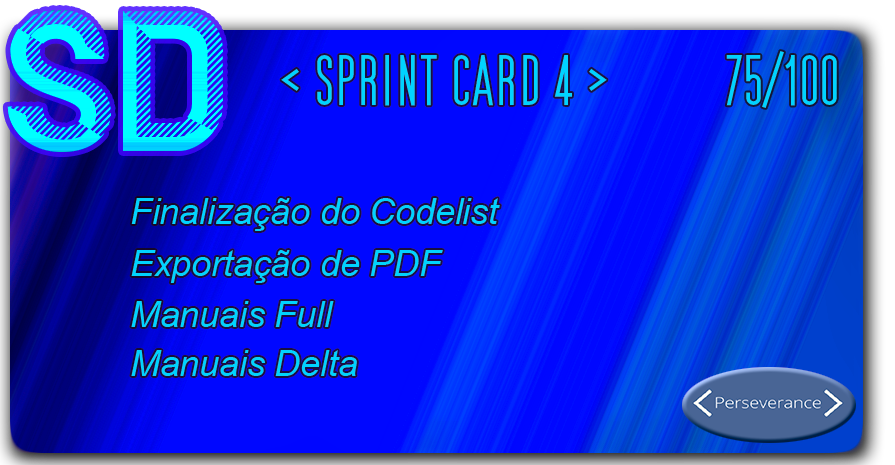 SD
< SPRINT CARD 4 >
75/100
Finalização do Codelist
Exportação de PDF
Manuais Full
Manuais Delta
<Perseverance>